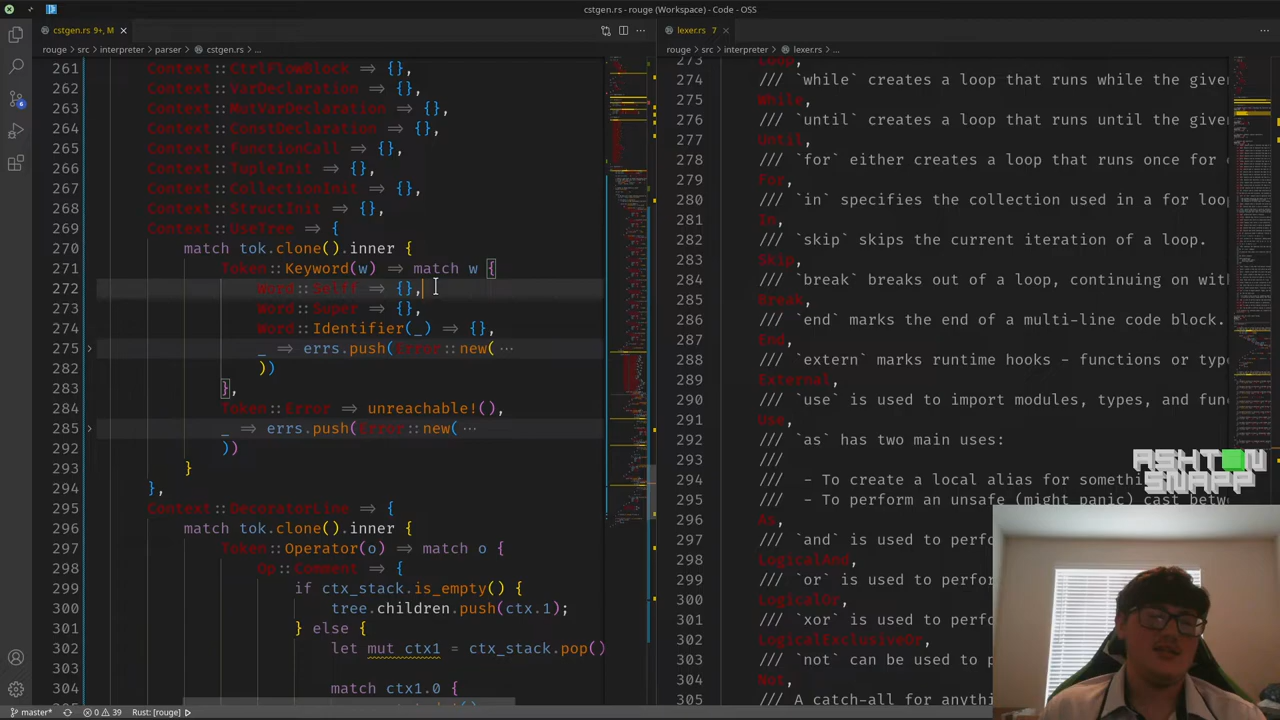 cstgen.rs - rouge (Workspace) - Code - OSS
cstgen.rs 9+, M
rouge > src > interpreter > parser > cstgen.rs > ...
261 Context::CtrlFlowBlock ⇒ {},
262 Context::VarDeclaration ⇒ {},
263 Context::MutVarDeclaration ⇒ {},
264 Context::ConstDeclaration ⇒ {},
265 Context::FunctionCall ⇒ {},
266 Context::TupleInit ⇒ {},
267 Context::CollectionInit ⇒ {},
268 Context::StructInit ⇒ {},
269 Context::UseTree ⇒ {
270 match tok.clone().inner {
271 Token::Keyword(w) ⇒ match w {
272 Word::Selff ⇒ {},
273 Word::Super ⇒ {},
274 Word::Identifier(_) ⇒ {},
275 _ ⇒ errs.push(Error::new( ⋯
282 ))
283 },
284 Token::Error ⇒ unreachable!(),
285 _ ⇒ errs.push(Error::new( ⋯
292 ))
293 }
294 },
295 Context::DecoratorLine ⇒ {
296 match tok.clone().inner {
297 Token::Operator(o) ⇒ match o {
298 Op::Comment ⇒ {
299 if ctx_stack.is_empty() {
300 tree.children.push(ctx.1);
301 } else
302 let mut ctx1 = ctx_stack.pop()
303
304 match ctx1.0 {
master* 0 39 Rust: [rouge]
lexer.rs 7
rouge > src > interpreter > lexer.rs > ...
273 Loop,
274 /// `while` creates a loop that runs while the give
275 While,
276 /// `until` creates a loop that runs until the give
277 Until,
278 /// `for` either creates a loop that runs once for
279 For,
280 /// `in` specifies the collection used in a for loop
281 In,
282 /// `skip` skips the current iteration of a loop.
283 Skip,
284 /// `break` breaks out of a loop, continuing on with
285 Break,
286 /// `end` marks the end of a multi-line code block.
287 End,
288 /// `extern` marks runtime hooks - functions or type
289 External,
290 /// `use` is used to import modules, types, and func
291 Use,
292 /// `as` has two main uses:
293 ///
294 /// - To create a local alias for somethi
295 /// - To perform an unsafe (might panic) cast betwe
296 As,
297 /// `and` is used to perfo
298 LogicalAnd,
299 /// `or` is used to perfor
300 LogicalOr,
301 /// `xor` is used to perfo
302 LogicalExclusiveOr,
303 /// `not` can be used to p
304 Not,
305 /// A catch-all for anythi
ASHTON
SNAPP